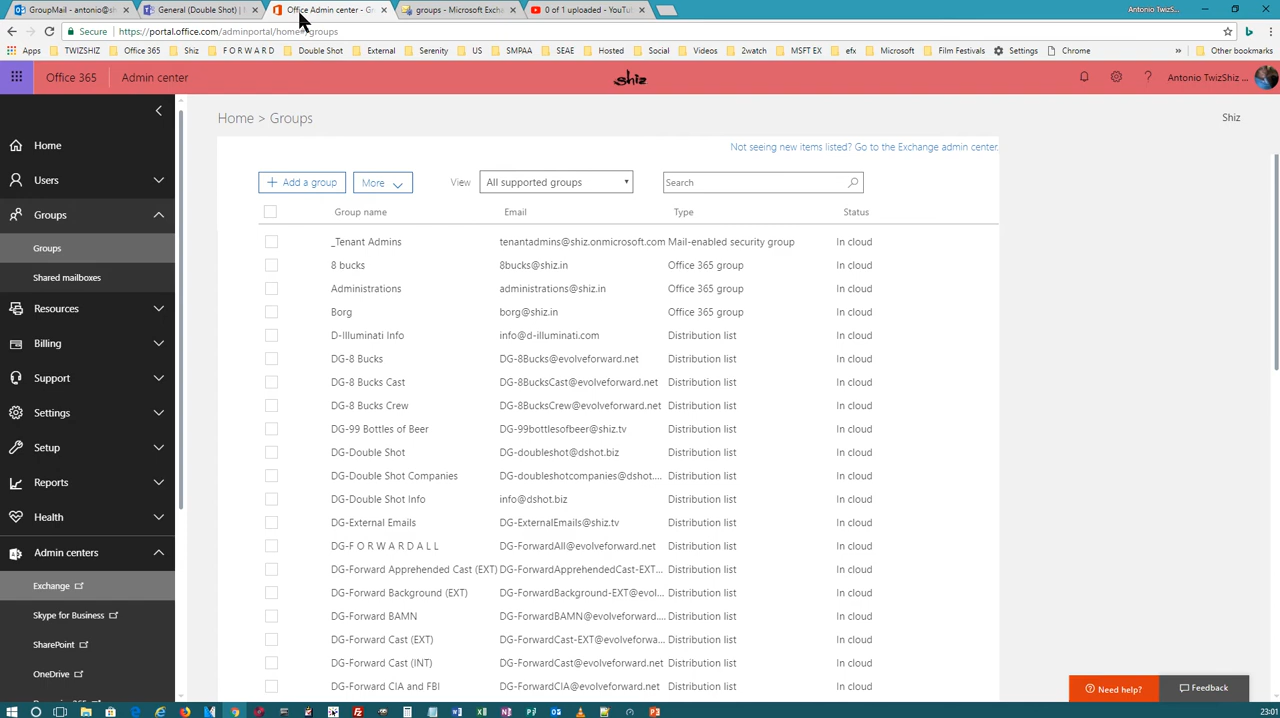 GroupMail - antonio@sh
General (Double Shot) |
Office Admin center - G
groups - Microsoft Exch
0 of 1 uploaded - YouTu
Antonio TwizS...
Secure
https://portal.office.com/adminportal/home#/groups
Apps
TWIZSHIZ
Office 365
Shiz
F O R W A R D
Double Shot
External
Serenity
US
SMPAA
SEAE
Hosted
Social
Videos
2watch
MSFT EX
efx
Microsoft
Film Festivals
Settings
Chrome
»
Other bookmarks
Office 365
Admin center
shiz
Antonio TwizShiz ...
Home > Groups
Shiz
Home
Users
Groups
Groups
Shared mailboxes
Resources
Billing
Support
Settings
Setup
Reports
Health
Admin centers
Exchange
Skype for Business
SharePoint
OneDrive
Not seeing new items listed? Go to the Exchange admin center.
+ Add a group
More
View
All supported groups
Search
Group name Email Type Status
_Tenant Admins tenantadmins@shiz.onmicrosoft.com Mail-enabled security group In cloud
8 bucks 8bucks@shiz.in Office 365 group In cloud
Administrations administrations@shiz.in Office 365 group In cloud
Borg borg@shiz.in Office 365 group In cloud
D-Illuminati Info info@d-illuminati.com Distribution list In cloud
DG-8 Bucks DG-8Bucks@evolveforward.net Distribution list In cloud
DG-8 Bucks Cast DG-8BucksCast@evolveforward.net Distribution list In cloud
DG-8 Bucks Crew DG-8BucksCrew@evolveforward.net Distribution list In cloud
DG-99 Bottles of Beer DG-99bottlesofbeer@shiz.tv Distribution list In cloud
DG-Double Shot DG-doubleshot@dshot.biz Distribution list In cloud
DG-Double Shot Companies DG-doubleshotcompanies@dshot.... Distribution list In cloud
DG-Double Shot Info info@dshot.biz Distribution list In cloud
DG-External Emails DG-ExternalEmails@shiz.tv Distribution list In cloud
DG-F O R W A R D A L L DG-ForwardAll@evolveforward.net Distribution list In cloud
DG-Forward Apprehended Cast (EXT) DG-ForwardApprehendedCast-EXT... Distribution list In cloud
DG-Forward Background (EXT) DG-ForwardBackground-EXT@evol... Distribution list In cloud
DG-Forward BAMN DG-ForwardBAMN@evolveforward.... Distribution list In cloud
DG-Forward Cast (EXT) DG-ForwardCast-EXT@evolveforwa... Distribution list In cloud
DG-Forward Cast (INT) DG-ForwardCast@evolveforward.net Distribution list In cloud
DG-Forward CIA and FBI DG-ForwardCIA@evolveforward.net Distribution list In cloud
Need help?
Feedback
23:01